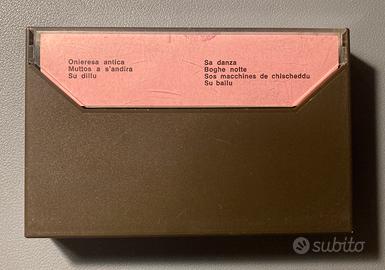 Onieresa antica
Muttos a s'andira
Su dillu
Sa danza
Boghe notte
Sos macchines de chischeddu
Su ballu
subito